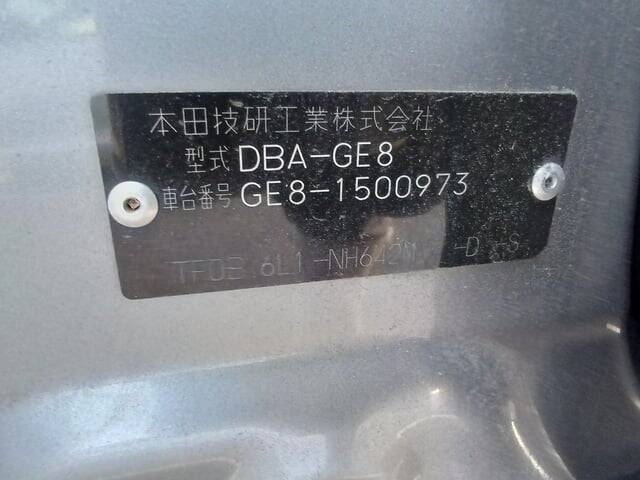 本田技研工業株式会社
型式 DBA-GE8
車台番号 GE8-1500973
6L1-NH642M -D -S